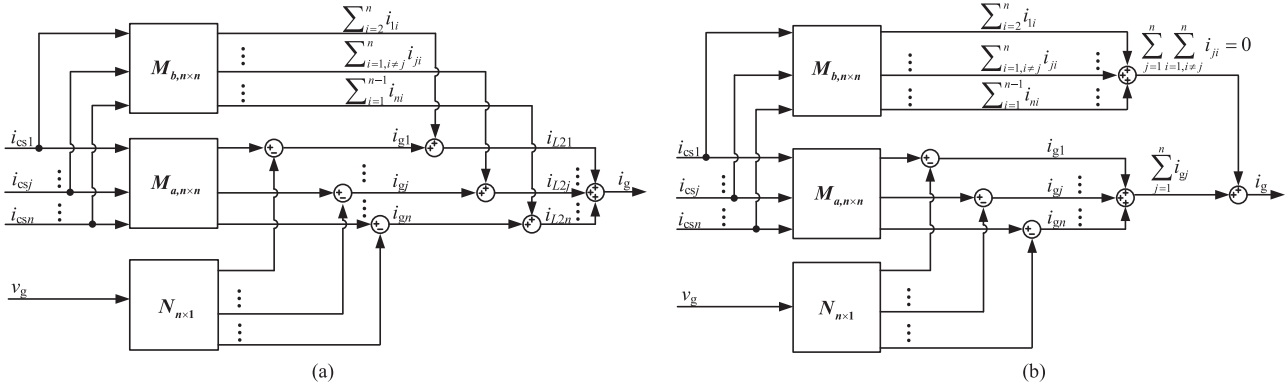 ∑_{i=2}^{n} i_{1i}
∑_{i=1,i≠j}^{n} i_{ji}
∑_{i=1}^{n−1} i_{ni}
M_{b,n×n}
i_{cs1}
i_{csj}
i_{csn}
M_{a,n×n}
i_{g1}
i_{gj}
i_{gn}
i_{L21}
i_{L2j}
i_{L2n}
i_g
v_g
N_{n×1}
(a)
∑_{i=2}^{n} i_{1i}
∑_{i=1,i≠j}^{n} i_{ji}
∑_{i=1}^{n−1} i_{ni}
∑_{j=1}^{n} ∑_{i=1,i≠j}^{n} i_{ji} = 0
M_{b,n×n}
i_{cs1}
i_{csj}
i_{csn}
M_{a,n×n}
i_{g1}
i_{gj}
i_{gn}
∑_{j=1}^{n} i_{gj}
i_g
v_g
N_{n×1}
(b)